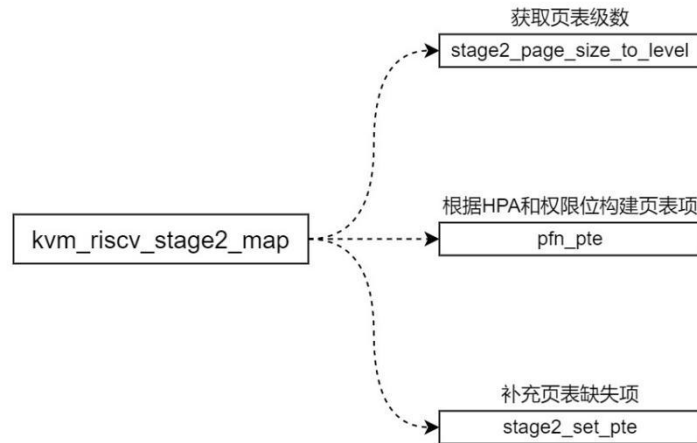 获取页表级数
stage2_page_size_to_level
根据HPA和权限位构建页表项
kvm_riscv_stage2_map
pfn_pte
补充页表缺失项
stage2_set_pte